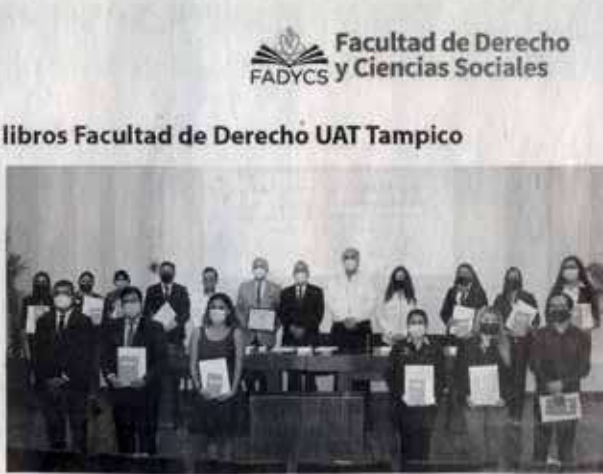 FADYCS
Facultad de Derecho
y Ciencias Sociales
libros Facultad de Derecho UAT Tampico